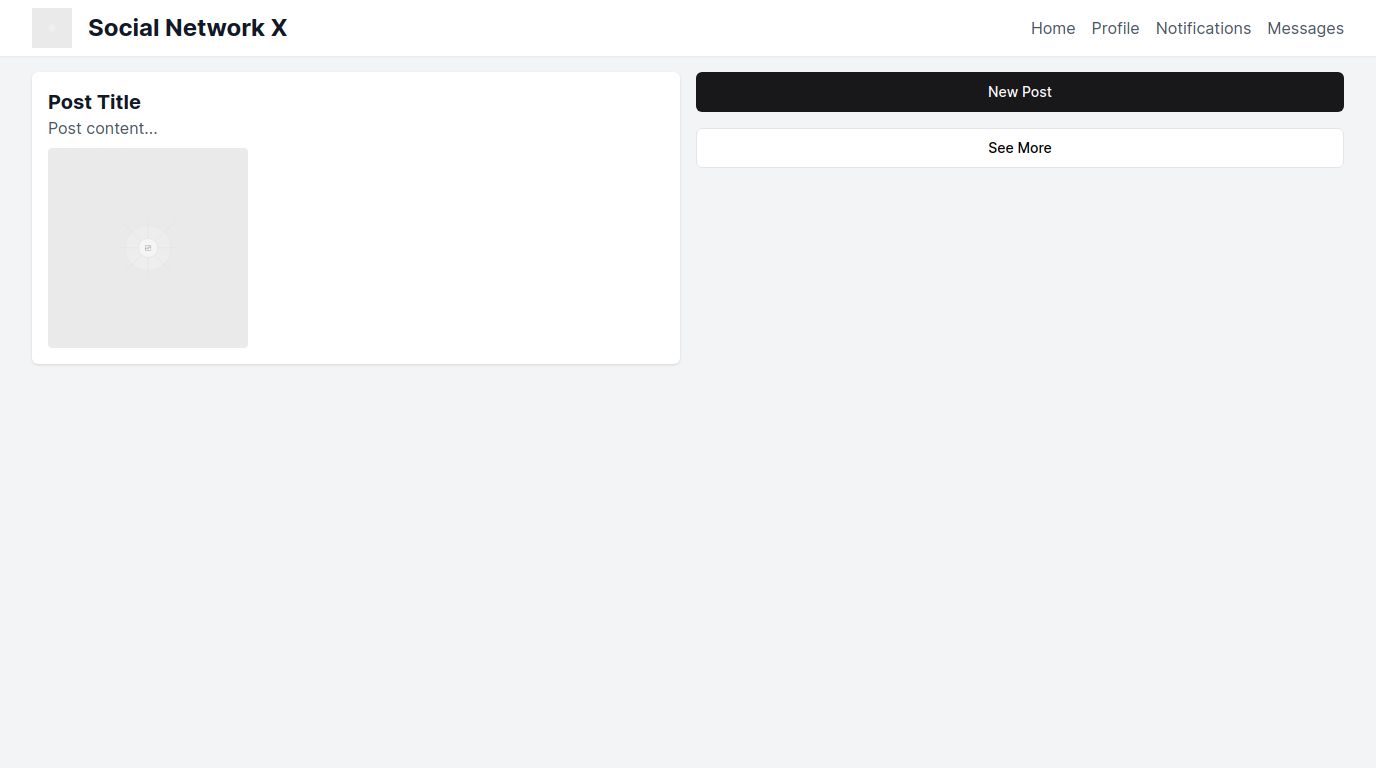 Social Network X
Home Profile Notifications Messages
Post Title
Post content...
New Post
See More